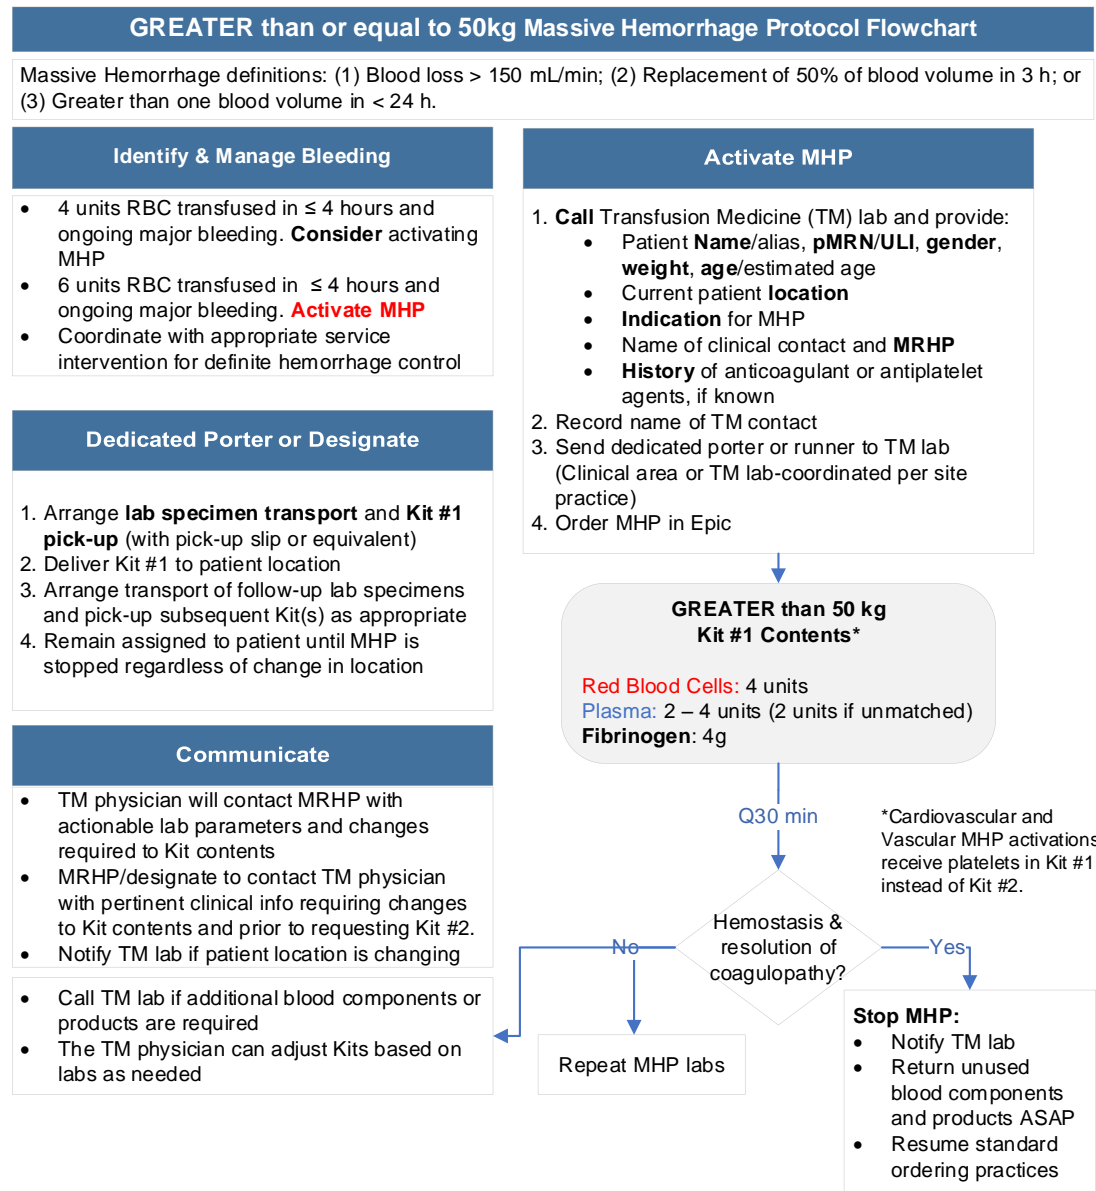 GREATER than or equal to 50kg Massive Hemorrhage Protocol Flowchart
Massive Hemorrhage definitions: (1) Blood loss > 150 mL/min; (2) Replacement of 50% of blood volume in 3 h; or
(3) Greater than one blood volume in < 24 h.
Identify & Manage Bleeding
• 4 units RBC transfused in ≤ 4 hours and
ongoing major bleeding. Consider activating
MHP
• 6 units RBC transfused in ≤ 4 hours and
ongoing major bleeding. Activate MHP
• Coordinate with appropriate service
intervention for definite hemorrhage control
Dedicated Porter or Designate
1. Arrange lab specimen transport and Kit #1
pick-up (with pick-up slip or equivalent)
2. Deliver Kit #1 to patient location
3. Arrange transport of follow-up lab specimens
and pick-up subsequent Kit(s) as appropriate
4. Remain assigned to patient until MHP is
stopped regardless of change in location
Communicate
• TM physician will contact MRHP with
actionable lab parameters and changes
required to Kit contents
• MRHP/designate to contact TM physician
with pertinent clinical info requiring changes
to Kit contents and prior to requesting Kit #2.
• Notify TM lab if patient location is changing
• Call TM lab if additional blood components or
products are required
• The TM physician can adjust Kits based on
labs as needed
Activate MHP
1. Call Transfusion Medicine (TM) lab and provide:
• Patient Name/alias, pMRN/ULI, gender,
weight, age/estimated age
• Current patient location
• Indication for MHP
• Name of clinical contact and MRHP
• History of anticoagulant or antiplatelet
agents, if known
2. Record name of TM contact
3. Send dedicated porter or runner to TM lab
(Clinical area or TM lab-coordinated per site
practice)
4. Order MHP in Epic
GREATER than 50 kg
Kit #1 Contents*
Red Blood Cells: 4 units
Plasma: 2 – 4 units (2 units if unmatched)
Fibrinogen: 4g
Q30 min
*Cardiovascular and
Vascular MHP activations
receive platelets in Kit #1
instead of Kit #2.
Hemostasis &
resolution of
coagulopathy?
No
Yes
Repeat MHP labs
Stop MHP:
• Notify TM lab
• Return unused
blood components
and products ASAP
• Resume standard
ordering practices